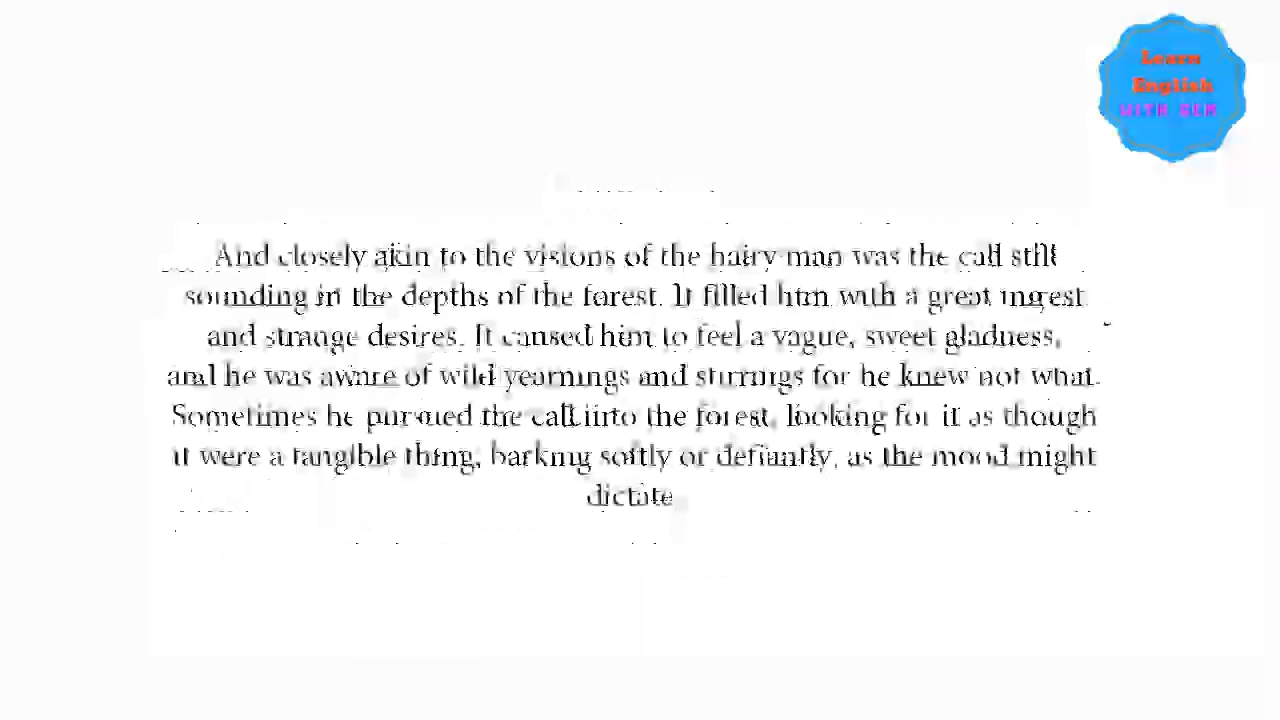 Learn
English
WITH GEM
And closely akin to the visions of the hairy man was the call still
sounding in the depths of the forest. It filled him with a great
and strange desires. It caused him to feel a vague, sweet gladness,
and he was aware of wild yearnings and stirrings for he knew not what.
Sometimes he pursued the call into the forest, looking for it as though
it were a tangible thing, barking softly or defiantly, as the mood might
dictate